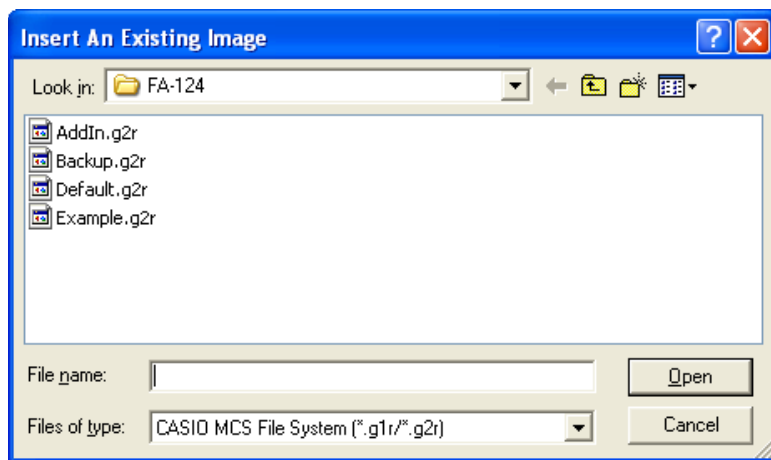 Insert An Existing Image
Look in: FA-124
AddIn.g2r
Backup.g2r
Default.g2r
Example.g2r
File name:
Open
Files of type: CASIO MCS File System (*.g1r/*.g2r)
Cancel